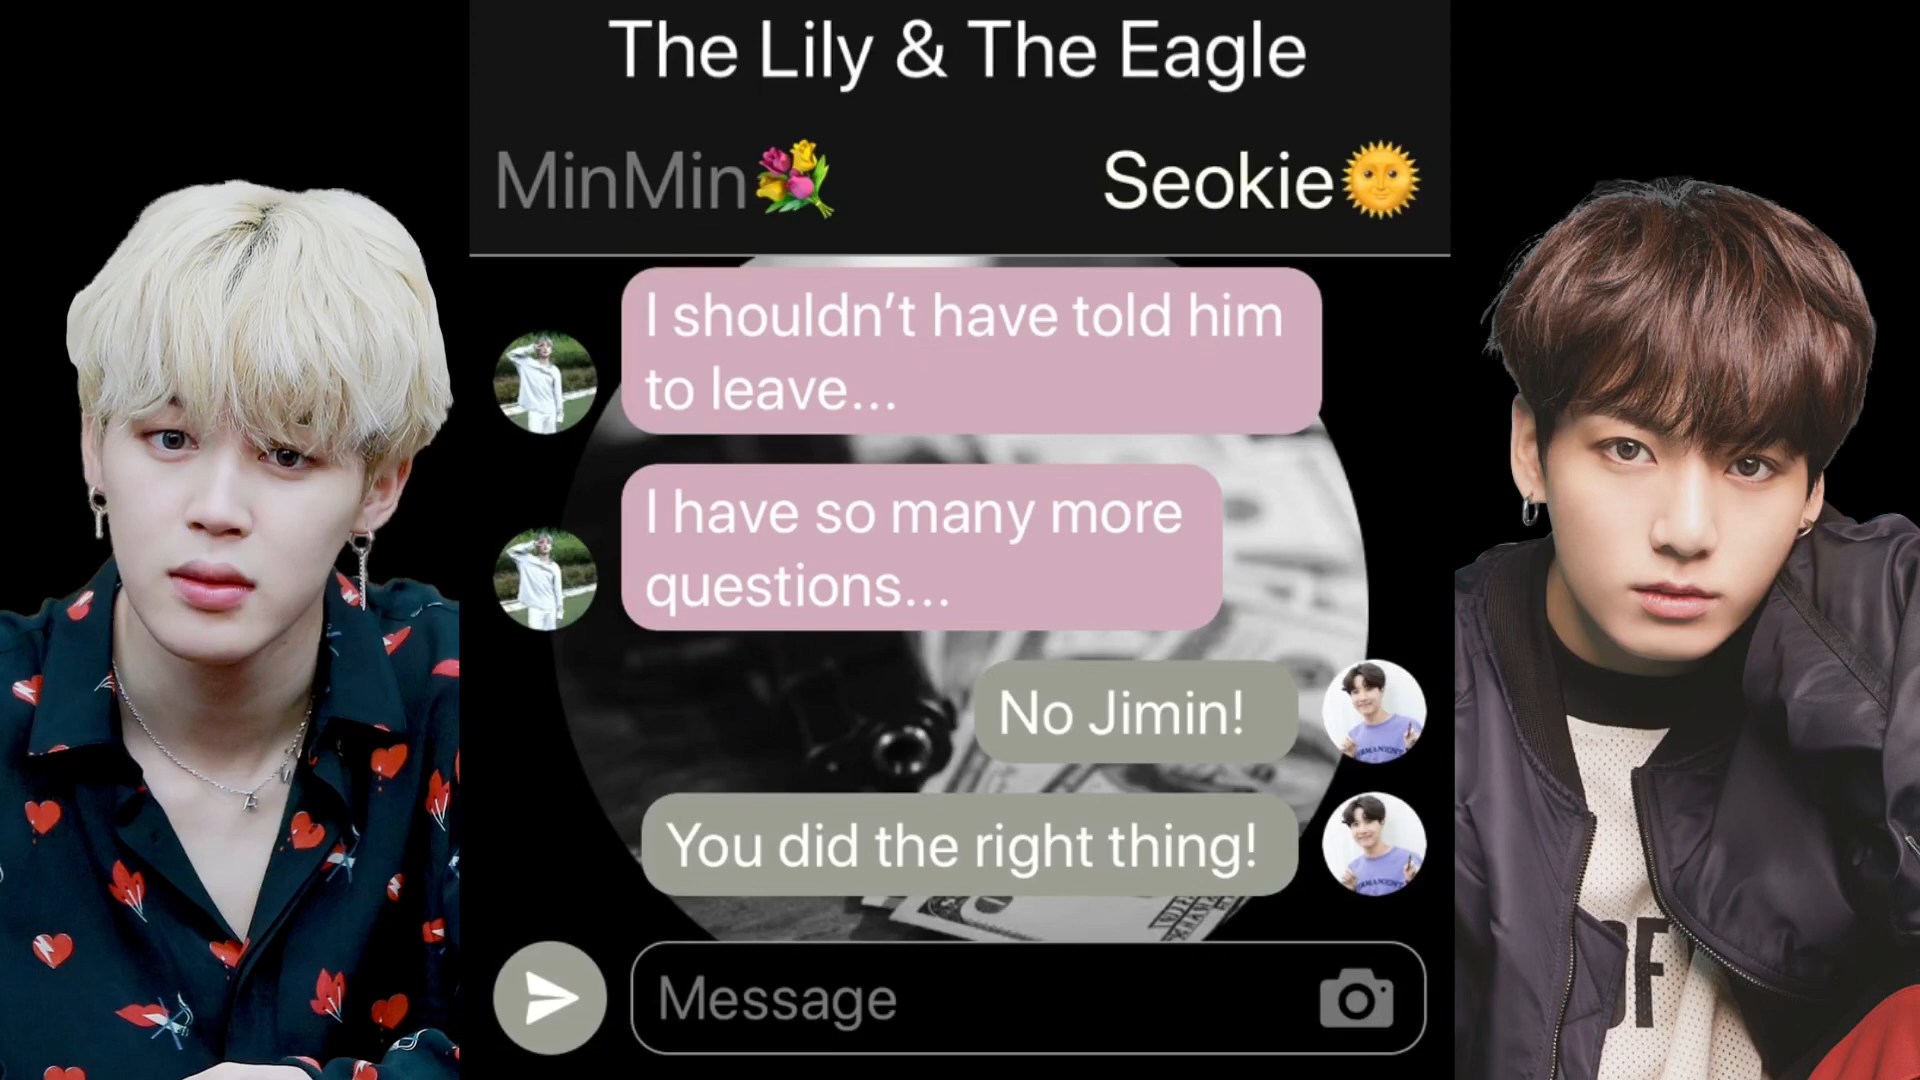 The Lily & The Eagle
MinMin💐 Seokie🌞
I shouldn't have told him
to leave...
I have so many more
questions...
No Jimin!
You did the right thing!
Message